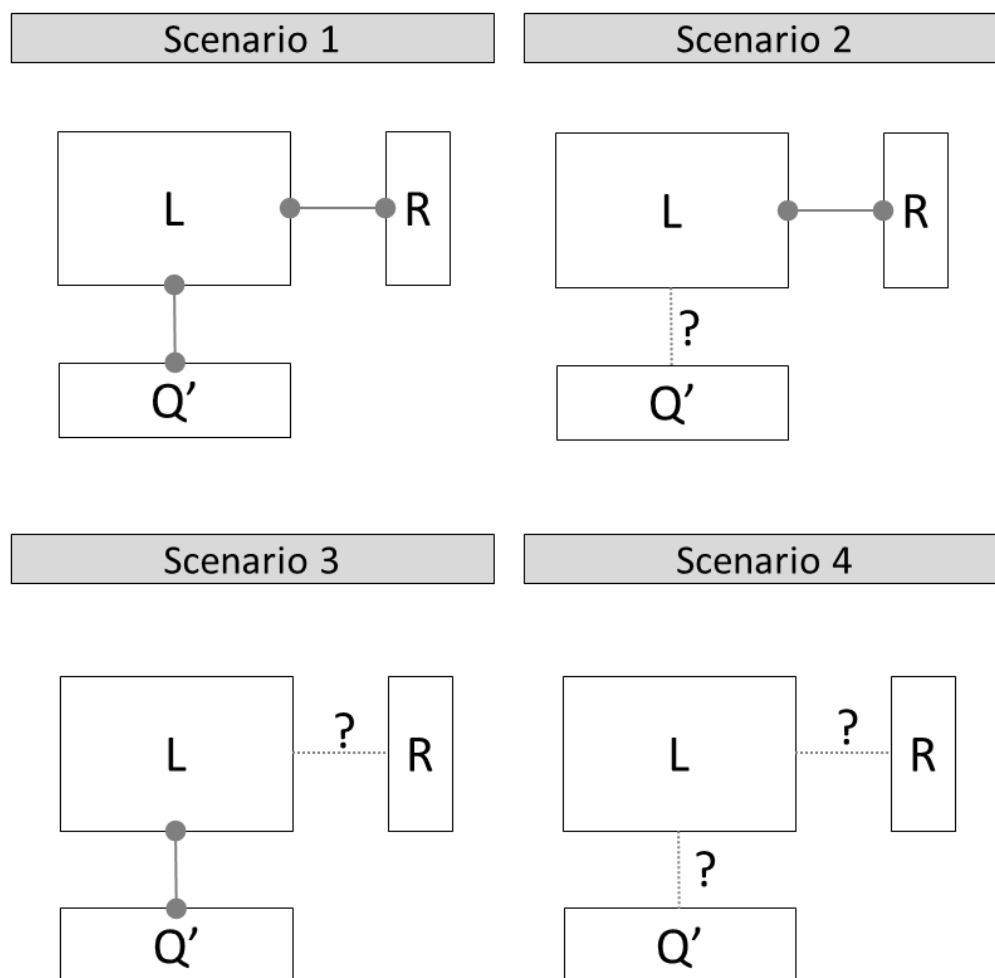 Scenario 1
Scenario 2
L
R
Q’
L
R
?
Q’
Scenario 3
Scenario 4
L
?
R
Q’
L
?
R
?
Q’